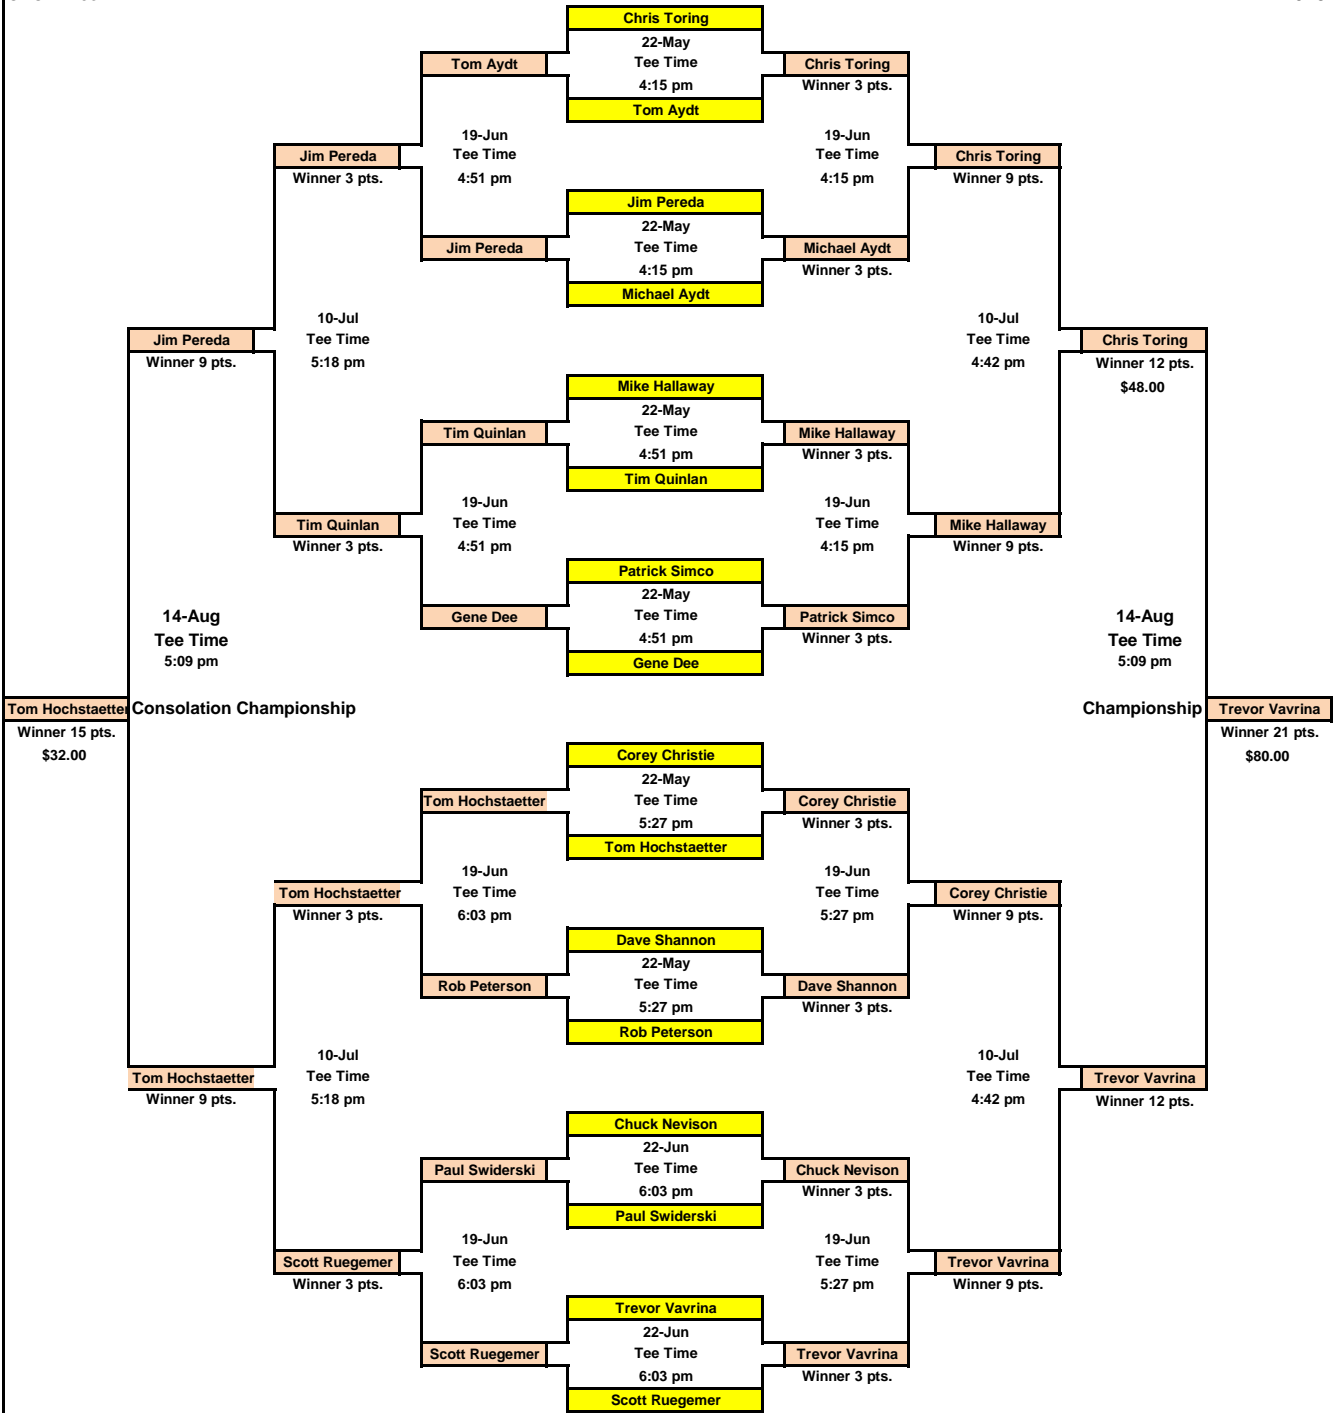 Chris Toring
22-May
Tom Aydt
Tee Time
Chris Toring
4:15 pm
Winner 3 pts.
Tom Aydt
19-Jun
19-Jun
Jim Pereda
Tee Time
Tee Time
Chris Toring
Winner 3 pts.
4:51 pm
4:15 pm
Winner 9 pts.
Jim Pereda
22-May
Jim Pereda
Tee Time
Michael Aydt
4:15 pm
Winner 3 pts.
Michael Aydt
10-Jul
10-Jul
Jim Pereda
Tee Time
Tee Time
Chris Toring
Winner 9 pts.
5:18 pm
4:42 pm
Winner 12 pts.
$48.00
Mike Hallaway
22-May
Tim Quinlan
Tee Time
Mike Hallaway
4:51 pm
Winner 3 pts.
Tim Quinlan
19-Jun
19-Jun
Tim Quinlan
Tee Time
Tee Time
Mike Hallaway
Winner 3 pts.
4:51 pm
4:15 pm
Winner 9 pts.
Patrick Simco
22-May
14-Aug
Gene Dee
Tee Time
Patrick Simco
14-Aug
Tee Time
4:51 pm
Winner 3 pts.
Tee Time
5:09 pm
Gene Dee
5:09 pm
Tom Hochstaetter
Consolation Championship
Championship
Trevor Vavrina
Winner 15 pts.
Winner 21 pts.
$32.00
Corey Christie
$80.00
22-May
Tom Hochstaetter
Tee Time
Corey Christie
5:27 pm
Winner 3 pts.
Tom Hochstaetter
19-Jun
19-Jun
Tom Hochstaetter
Tee Time
Tee Time
Corey Christie
Winner 3 pts.
6:03 pm
5:27 pm
Winner 9 pts.
Dave Shannon
22-May
Rob Peterson
Tee Time
Dave Shannon
5:27 pm
Winner 3 pts.
Rob Peterson
10-Jul
10-Jul
Tom Hochstaetter
Tee Time
Tee Time
Trevor Vavrina
Winner 9 pts.
5:18 pm
4:42 pm
Winner 12 pts.
Chuck Nevison
22-Jun
Paul Swiderski
Tee Time
Chuck Nevison
6:03 pm
Winner 3 pts.
Paul Swiderski
19-Jun
19-Jun
Scott Ruegemer
Tee Time
Tee Time
Trevor Vavrina
Winner 3 pts.
6:03 pm
5:27 pm
Winner 9 pts.
Trevor Vavrina
22-Jun
Scott Ruegemer
Tee Time
Trevor Vavrina
6:03 pm
Winner 3 pts.
Scott Ruegemer